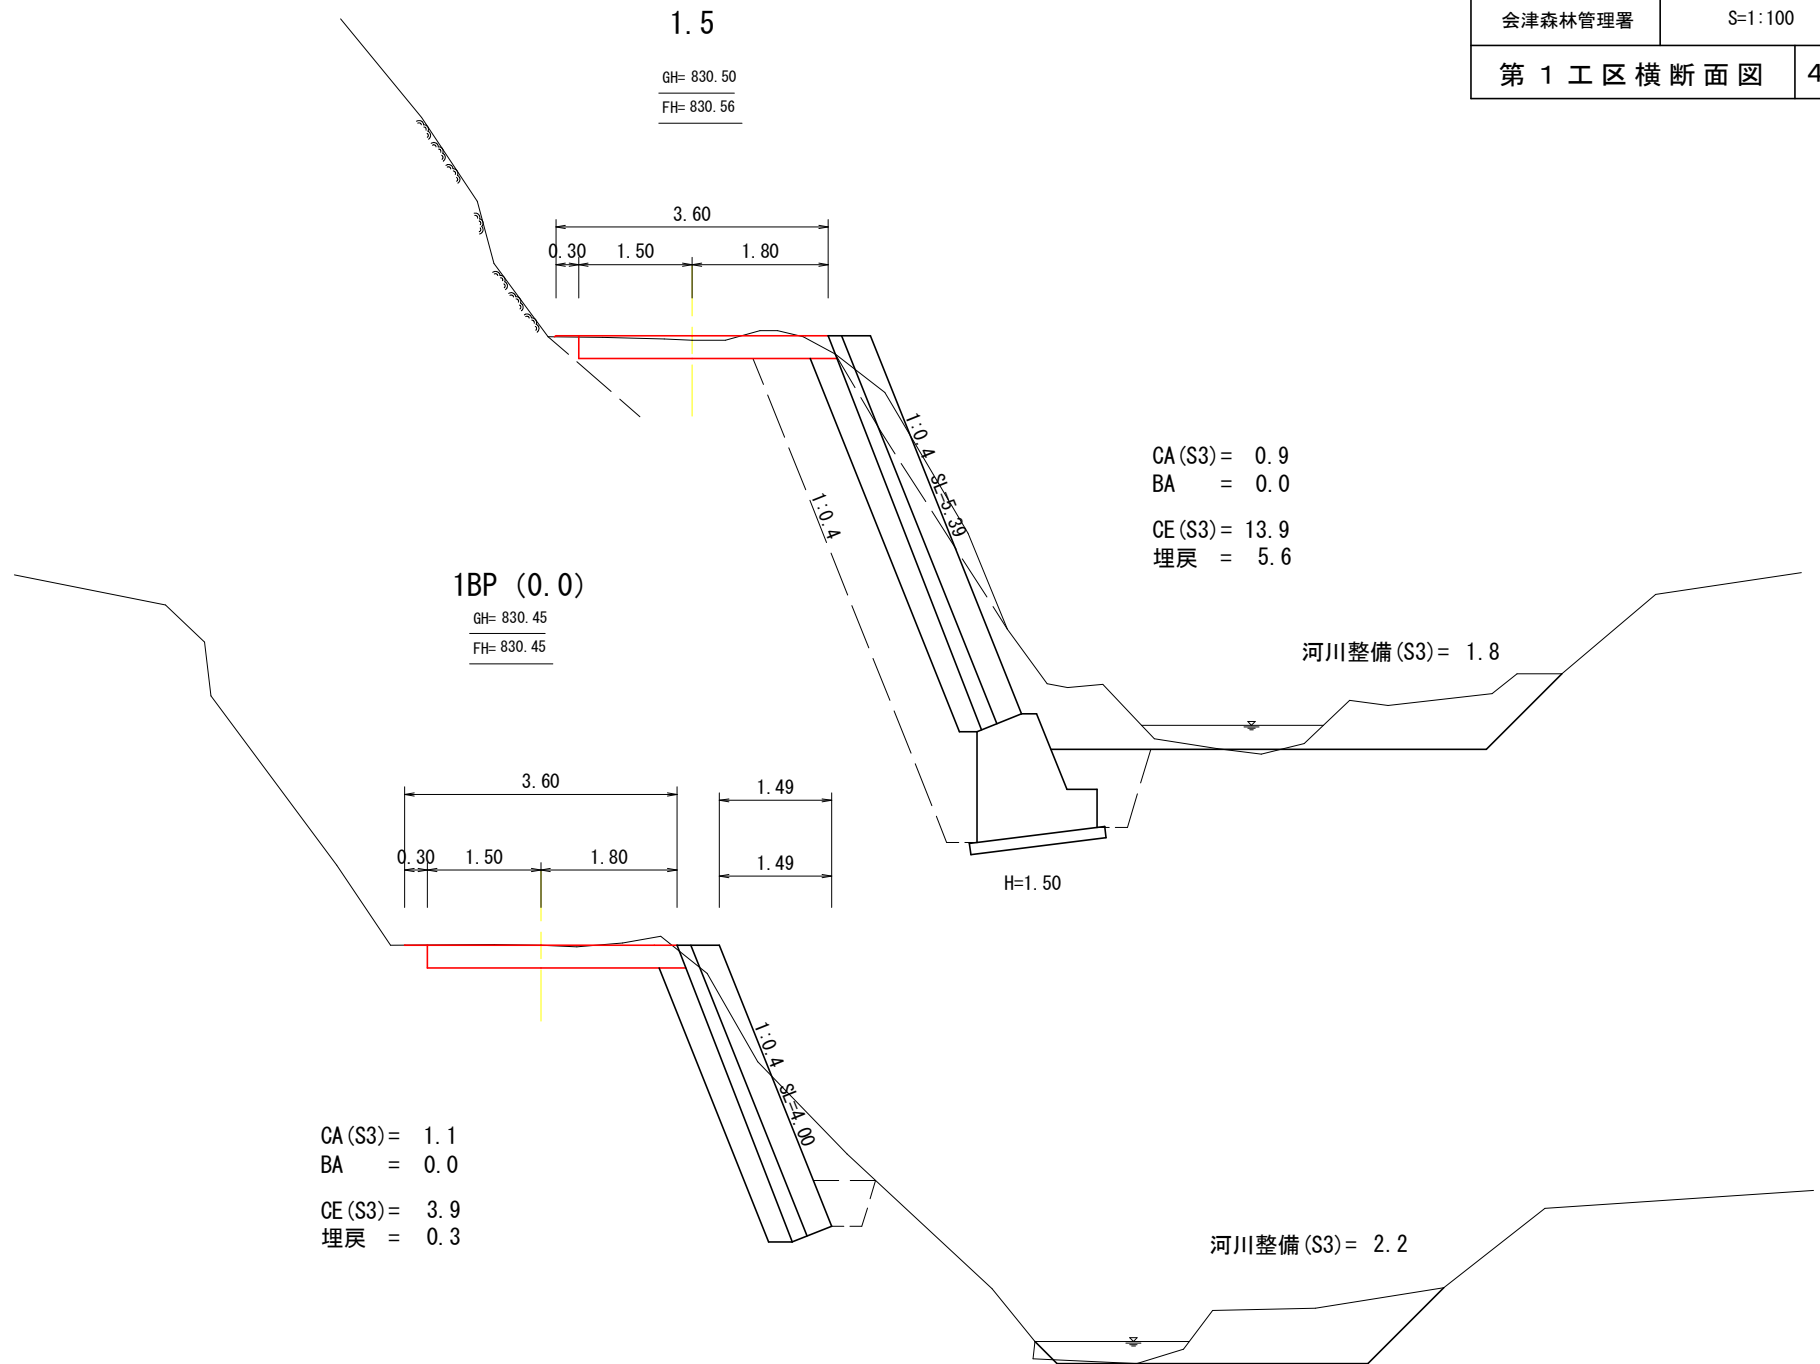 会津森林管理署 S=1:100
第１工区横断面図 4
1.5
GH= 830.50
FH= 830.56
3.60
0.30 1.50 1.80
1:0.4 SL=5.39
1:0.4
CA(S3)= 0.9
BA = 0.0
CE(S3)= 13.9
埋戻 = 5.6
河川整備(S3)= 1.8
H=1.50
1BP (0.0)
GH= 830.45
FH= 830.45
3.60
1.49
0.30 1.50 1.80
1.49
1:0.4 SL=4.00
CA(S3)= 1.1
BA = 0.0
CE(S3)= 3.9
埋戻 = 0.3
河川整備(S3)= 2.2